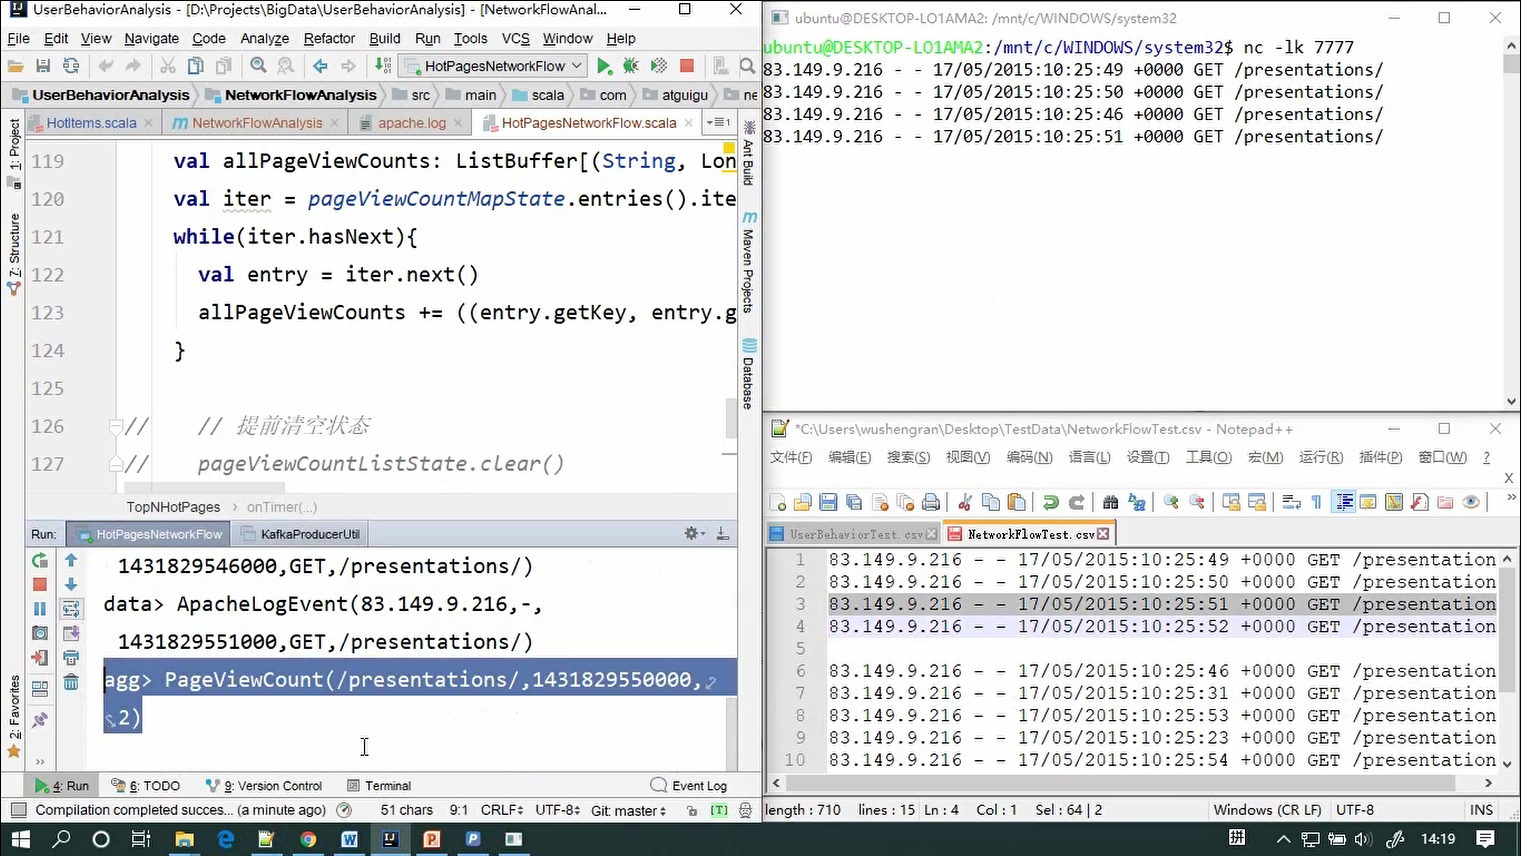 UserBehaviorAnalysis [D:\Projects\BigData\UserBehaviorAnalysis] - [NetworkFlowAnal...
File Edit View Navigate Code Analyze Refactor Build Run Tools VCS Window Help
HotPagesNetworkFlow
UserBehaviorAnalysis NetworkFlowAnalysis src main scala com atguigu ne
HotItems.scala NetworkFlowAnalysis apache.log HotPagesNetworkFlow.scala
1: Project
7: Structure
2: Favorites
Ant Build
Maven Projects
Database
119 val allPageViewCounts: ListBuffer[(String, Lon
120 val iter = pageViewCountMapState.entries().ite
121 while(iter.hasNext){
122 val entry = iter.next()
123 allPageViewCounts += ((entry.getKey, entry.g
124 }
125
126 // // 提前清空状态
127 // pageViewCountListState.clear()
TopNHotPages onTimer(...)
Run: HotPagesNetworkFlow KafkaProducerUtil
1431829546000,GET,/presentations/)
data> ApacheLogEvent(83.149.9.216,-,
1431829551000,GET,/presentations/)
agg> PageViewCount(/presentations/,1431829550000,
2)
4: Run 6: TODO 9: Version Control Terminal Event Log
Compilation completed succes... (a minute ago) 51 chars 9:1 CRLF UTF-8 Git: master [T]
ubuntu@DESKTOP-LO1AMA2: /mnt/c/WINDOWS/system32
ubuntu@DESKTOP-LO1AMA2:/mnt/c/WINDOWS/system32$ nc -lk 7777
83.149.9.216 - - 17/05/2015:10:25:49 +0000 GET /presentations/
83.149.9.216 - - 17/05/2015:10:25:50 +0000 GET /presentations/
83.149.9.216 - - 17/05/2015:10:25:46 +0000 GET /presentations/
83.149.9.216 - - 17/05/2015:10:25:51 +0000 GET /presentations/
*C:\Users\wushengran\Desktop\TestData\NetworkFlowTest.csv - Notepad++
文件(F) 编辑(E) 搜索(S) 视图(V) 编码(N) 语言(L) 设置(T) 工具(O) 宏(M) 运行(R) 插件(P) 窗口(W) ?
X
UserBehaviorTest.csv NetworkFlowTest.csv
1 83.149.9.216 - - 17/05/2015:10:25:49 +0000 GET /presentation
2 83.149.9.216 - - 17/05/2015:10:25:50 +0000 GET /presentation
3 83.149.9.216 - - 17/05/2015:10:25:51 +0000 GET /presentation
4 83.149.9.216 - - 17/05/2015:10:25:52 +0000 GET /presentation
5
6 83.149.9.216 - - 17/05/2015:10:25:46 +0000 GET /presentation
7 83.149.9.216 - - 17/05/2015:10:25:31 +0000 GET /presentation
8 83.149.9.216 - - 17/05/2015:10:25:53 +0000 GET /presentation
9 83.149.9.216 - - 17/05/2015:10:25:23 +0000 GET /presentation
10 83.149.9.216 - - 17/05/2015:10:25:54 +0000 GET /presentation
length : 710 lines : 15 Ln : 4 Col : 1 Sel : 64 | 2 Windows (CR LF) UTF-8 INS
拼 14:19